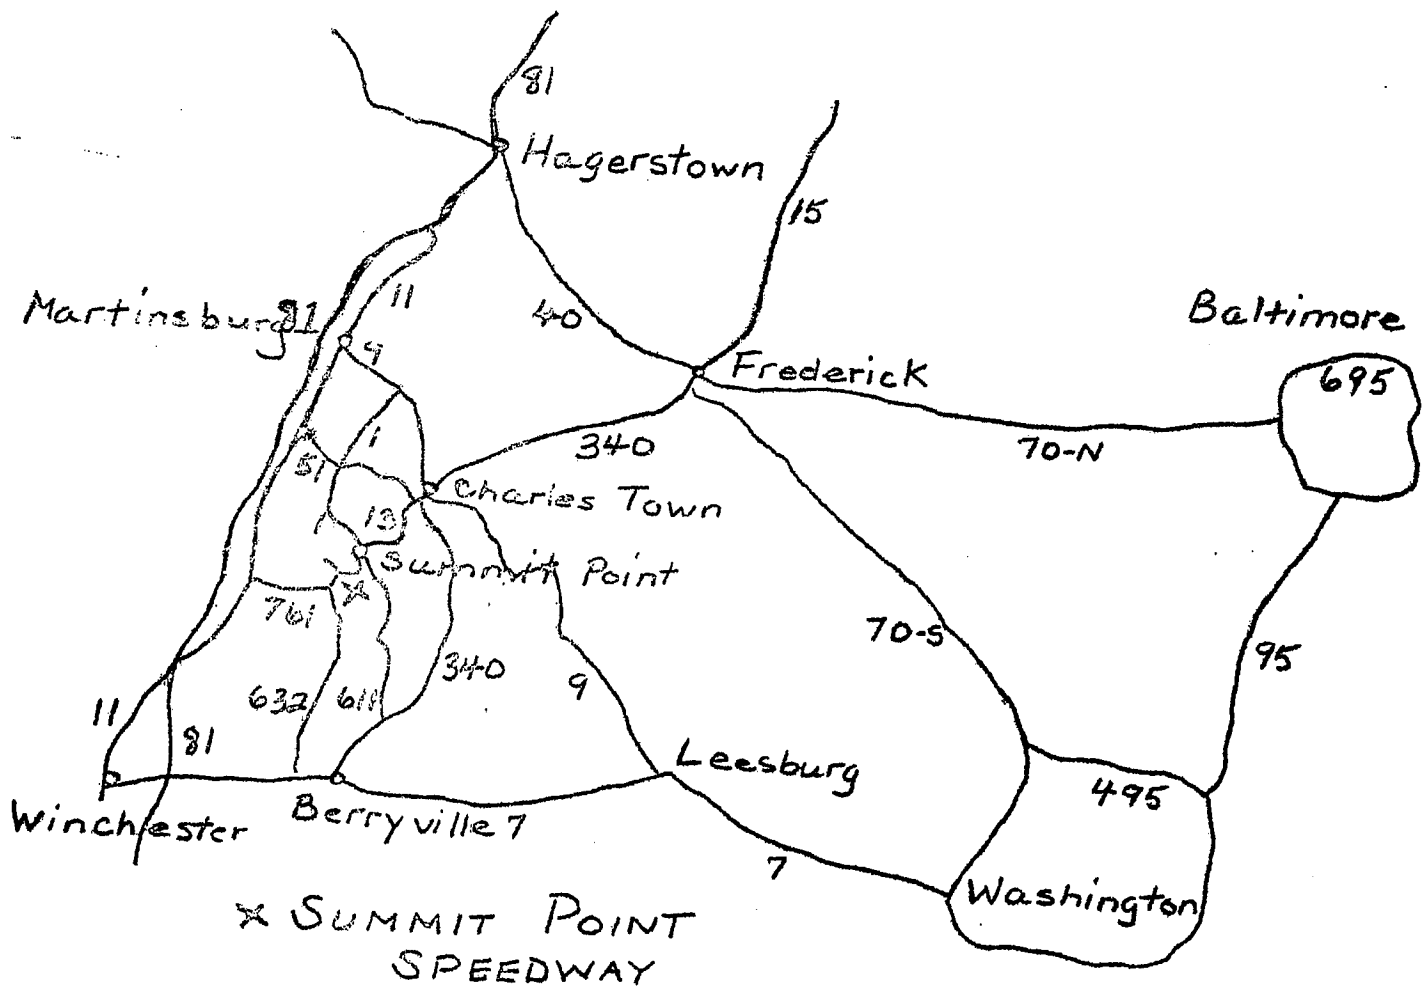 81
Hagerstown
15
11
Martinsburg
81
40
Baltimore
9
Frederick
695
1
340
70-N
51
Charles Town
13
Summit Point
761
70-S
95
340
632
611
9
11
81
Leesburg
495
Winchester
Berryville
7
7
Washington
x SUMMIT POINT
SPEEDWAY